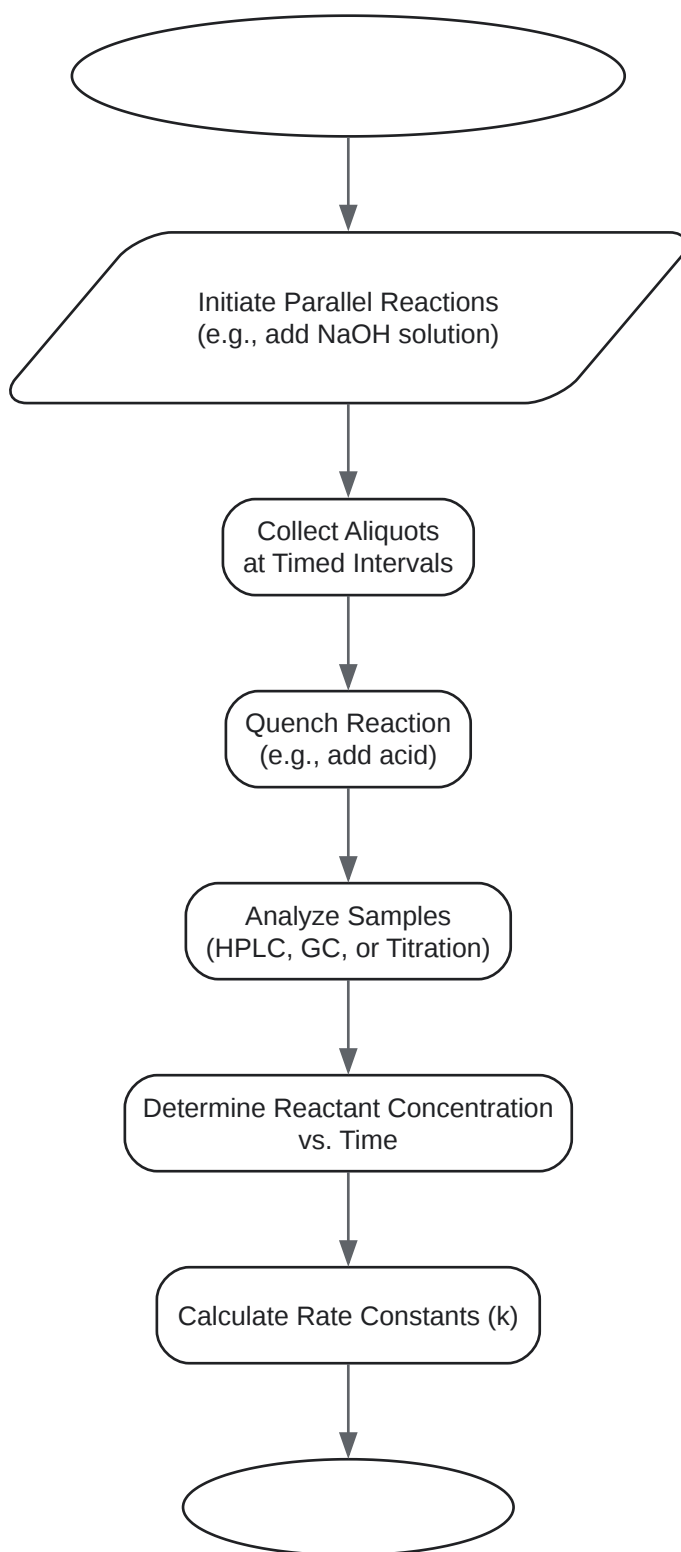 Initiate Parallel Reactions
(e.g., add NaOH solution)
Collect Aliquots
at Timed Intervals
Quench Reaction
(e.g., add acid)
Analyze Samples
(HPLC, GC, or Titration)
Determine Reactant Concentration
vs. Time
Calculate Rate Constants (k)